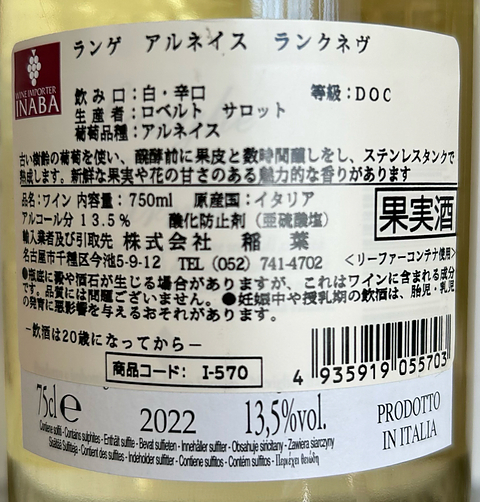 ランゲ アルネイス ランクネヴ
WINE IMPORTER
INABA
飲み口：白・辛口 等級：DOC
生産者：ロベルト サロット
葡萄品種：アルネイス
古い樹齢の葡萄を使い、醗酵前に果皮と数時間醸しをし、ステンレスタンクで
熟成します。新鮮な果実や花の甘さのある魅力的な香りがあります
品名：ワイン 内容量：750ml 原産国：イタリア
アルコール分 13.5% 酸化防止剤（亜硫酸塩）
果実酒
輸入業者及び引取先 株式会社 稲葉
名古屋市千種区今池5-9-12 TEL（052）741-4702 <リーファーコンテナ使用>
●瓶底に澱や酒石が生じる場合がありますが、これはワインに含まれる成分
です。品質には問題ございません。●妊娠中や授乳期の飲酒は、胎児・乳児
の発育に悪影響を与えるおそれがあります。
－飲酒は20歳になってから－
商品コード： I-570
4 935919 055703
75cl e 2022 13,5%vol. PRODOTTO
IN ITALIA
Contiene solfiti - Contains sulphites - Enthält sulfite - Bevat sulfieten - Innehåller sulfiter - Obsahuje siricitany - Zawiera siarczyny
Contient des sulfites - Indeholder sulfitter - Contiene sulfitos - Contém sulfitos - Περιέχει θειώδη